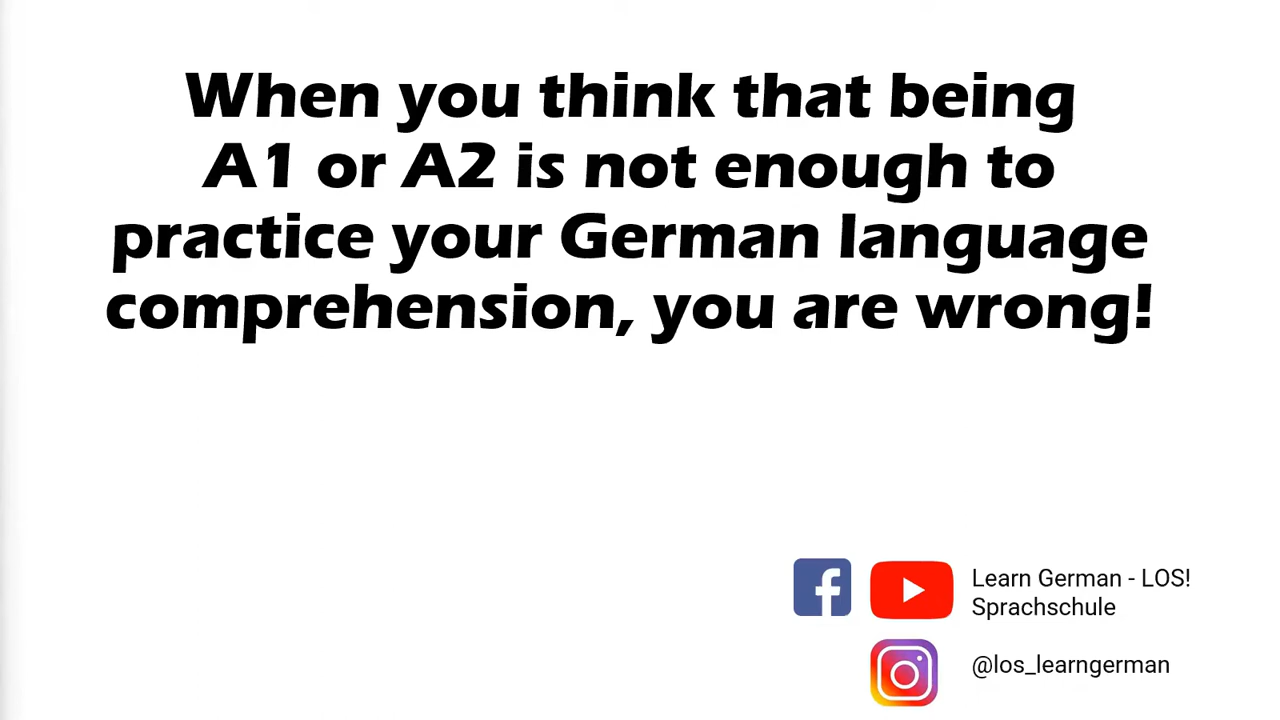 When you think that being
A1 or A2 is not enough to
practice your German language
comprehension, you are wrong!
Learn German - LOS!
Sprachschule
@los_learngerman